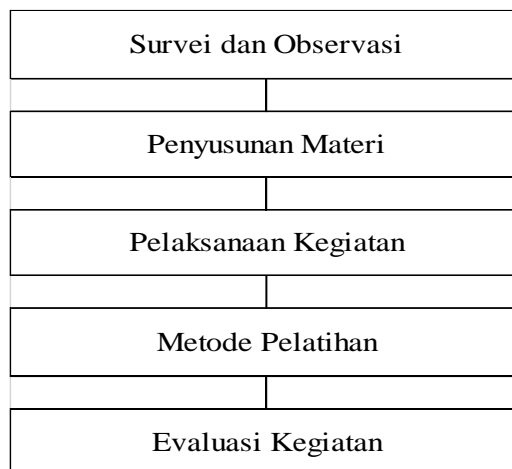 Survei dan Observasi
Penyusunan Materi
Pelaksanaan Kegiatan
Metode Pelatihan
Evaluasi Kegiatan